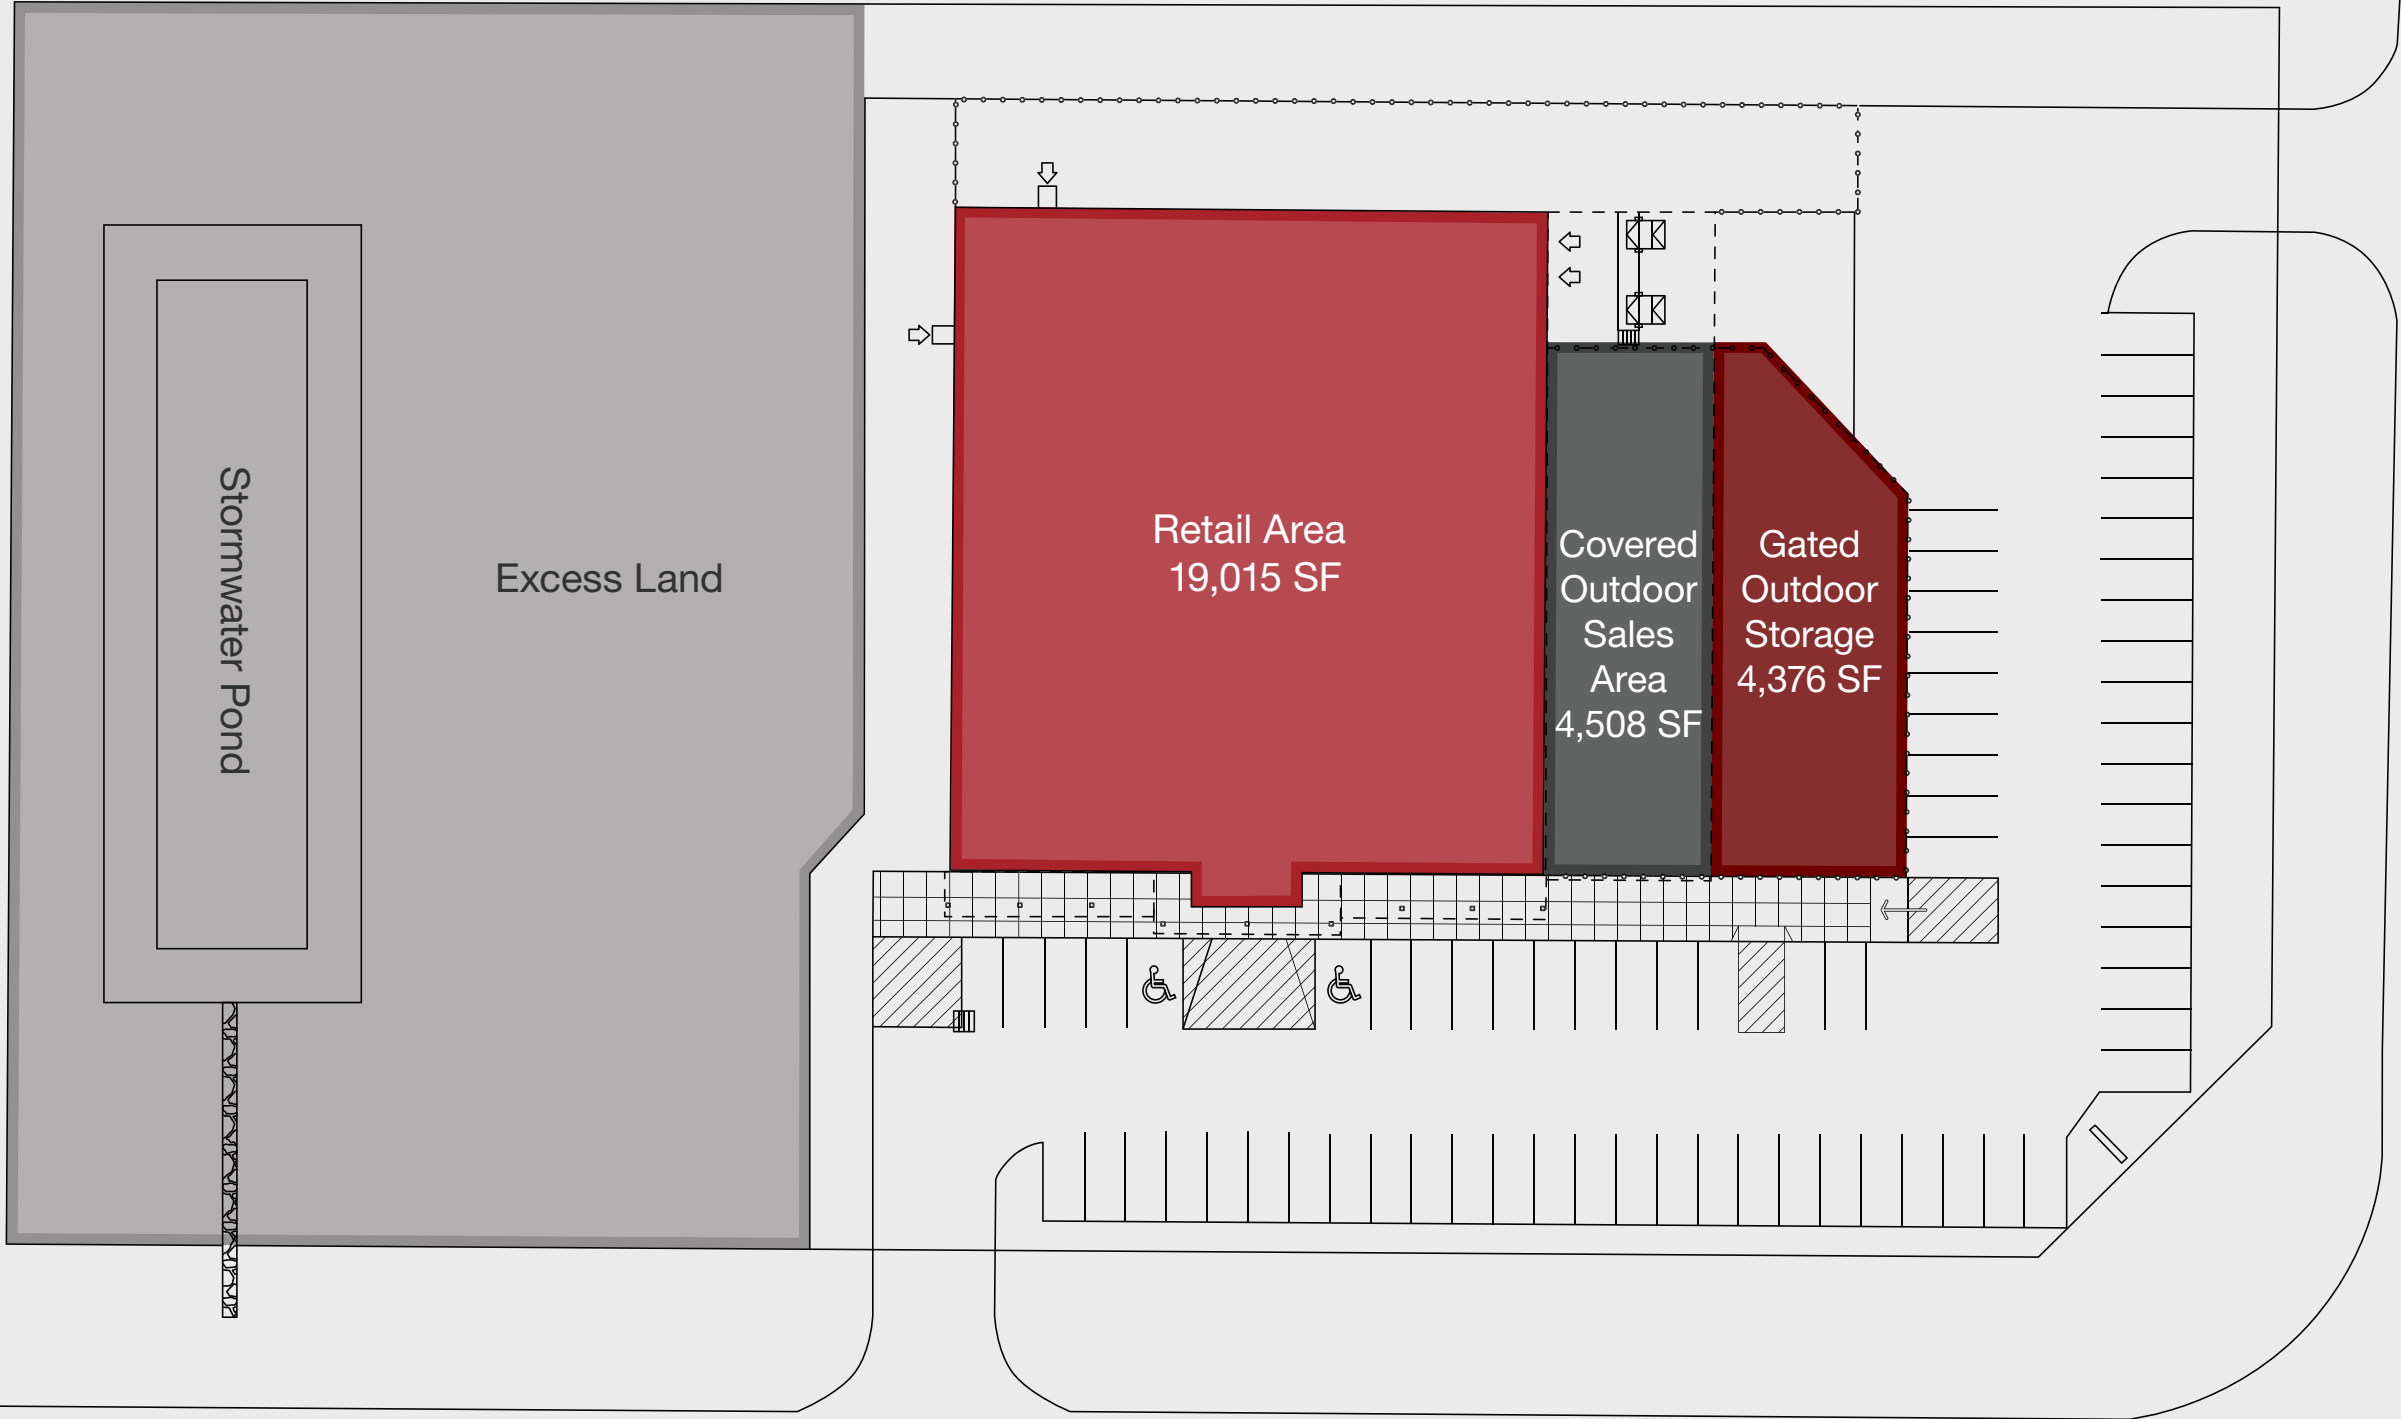 Stormwater Pond
Excess Land
Retail Area
19,015 SF
Covered
Outdoor
Sales
Area
4,508 SF
Gated
Outdoor
Storage
4,376 SF